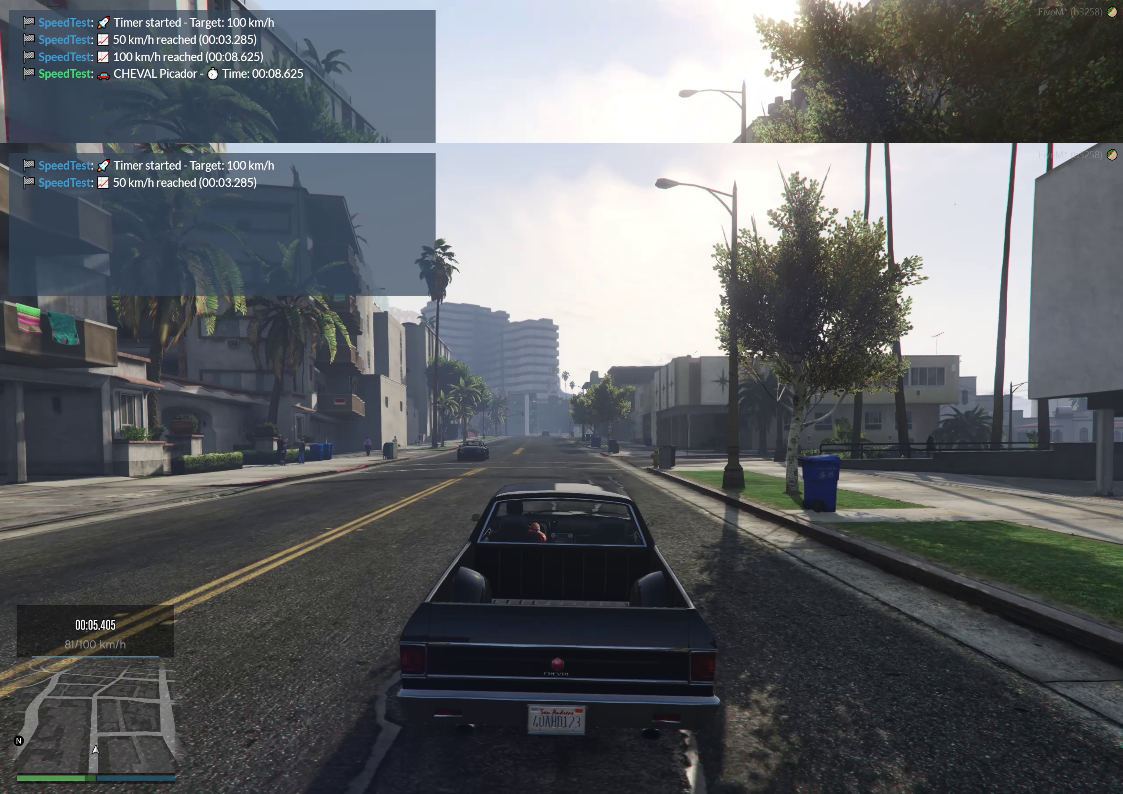 SpeedTest: 🚀 Timer started - Target: 100 km/h
SpeedTest: 📈 50 km/h reached (00:03.285)
SpeedTest: 📈 100 km/h reached (00:08.625)
SpeedTest: 🚗 CHEVAL Picador - ⏱ Time: 00:08.625
SpeedTest: 🚀 Timer started - Target: 100 km/h
SpeedTest: 📈 50 km/h reached (00:03.285)
00:05.405
81/100 km/h
San Andreas
N